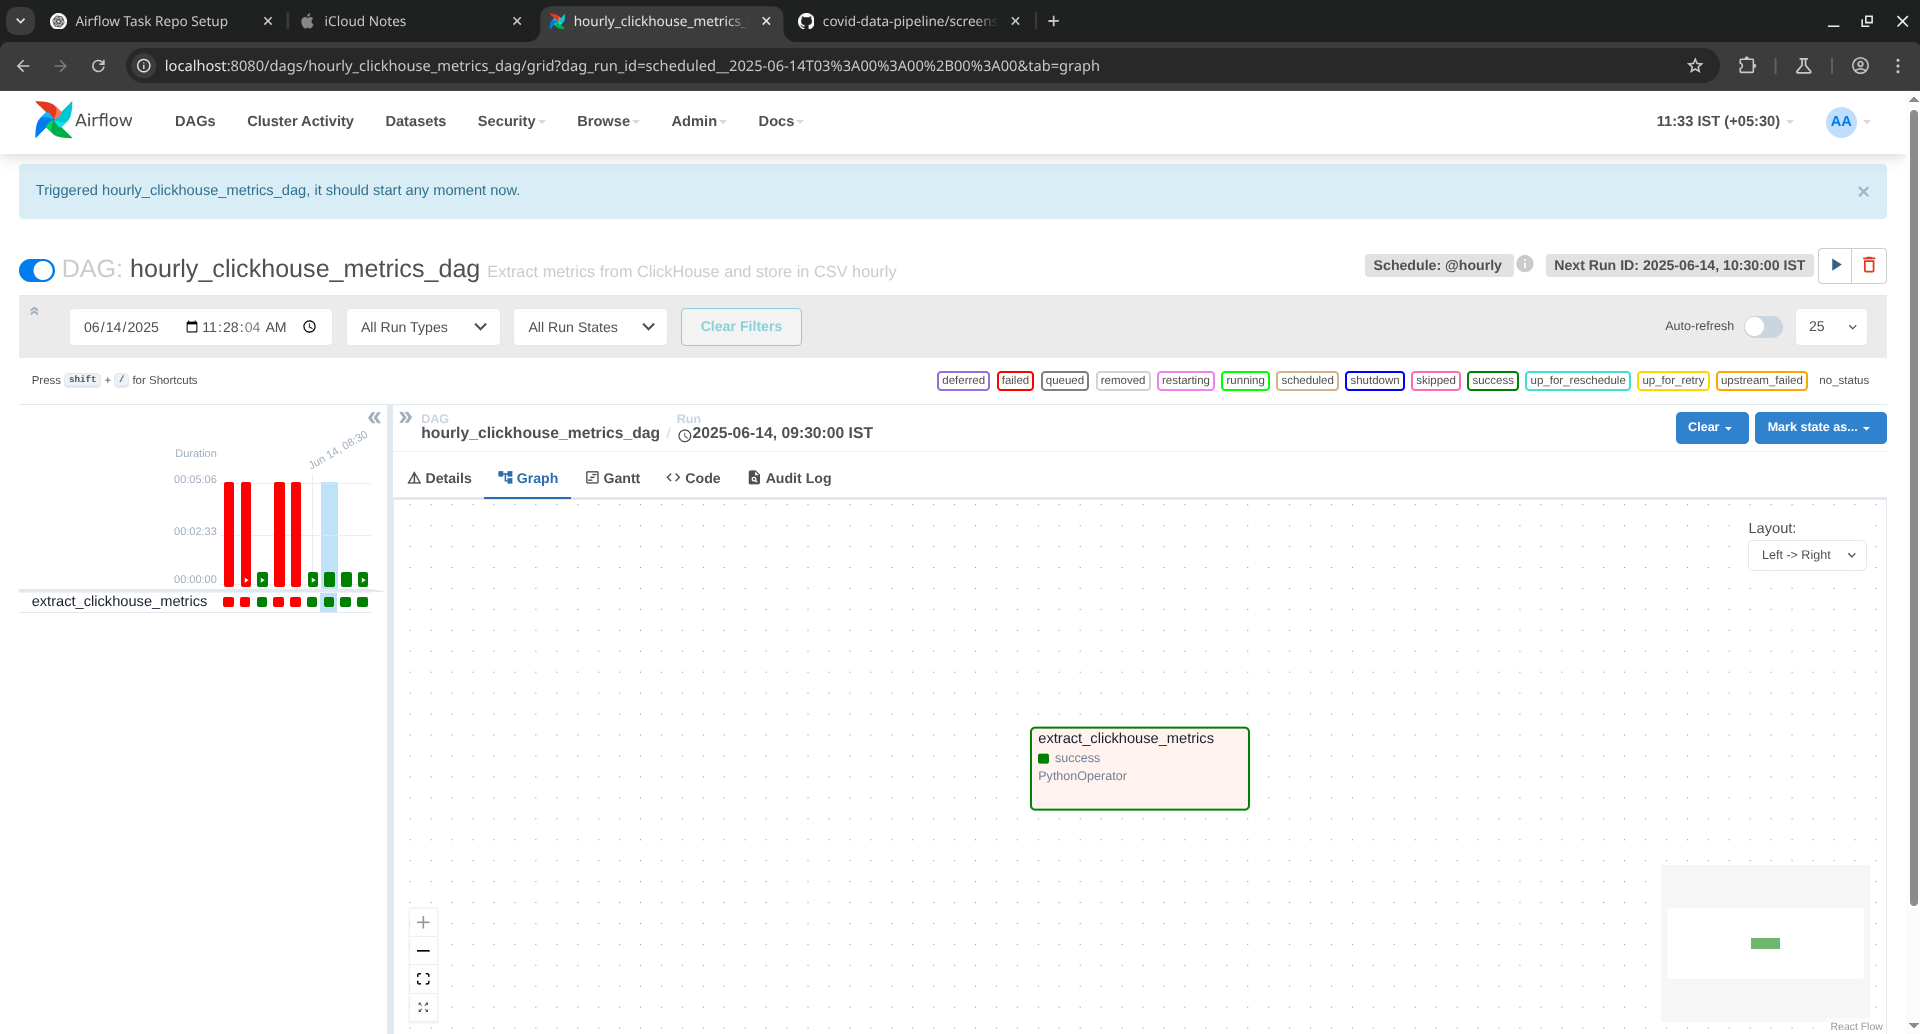 Airflow Task Repo Setup
iCloud Notes
hourly_clickhouse_metrics_
covid-data-pipeline/screens
localhost:8080/dags/hourly_clickhouse_metrics_dag/grid?dag_run_id=scheduled__2025-06-14T03%3A00%3A00%2B00%3A00&tab=graph
Airflow
DAGs
Cluster Activity
Datasets
Security
Browse
Admin
Docs
11:33 IST (+05:30)
AA
Triggered hourly_clickhouse_metrics_dag, it should start any moment now.
DAG: hourly_clickhouse_metrics_dag Extract metrics from ClickHouse and store in CSV hourly
Schedule: @hourly
Next Run ID: 2025-06-14, 10:30:00 IST
06/14/2025 11:28:04 AM
All Run Types
All Run States
Clear Filters
Auto-refresh
25
Press shift + / for Shortcuts
deferred
failed
queued
removed
restarting
running
scheduled
shutdown
skipped
success
up_for_reschedule
up_for_retry
upstream_failed
no_status
Jun 14, 08:30
Duration
00:05:06
00:02:33
00:00:00
extract_clickhouse_metrics
DAG
hourly_clickhouse_metrics_dag
/
Run
2025-06-14, 09:30:00 IST
Clear
Mark state as...
Details
Graph
Gantt
Code
Audit Log
Layout:
Left -> Right
extract_clickhouse_metrics
success
PythonOperator
React Flow